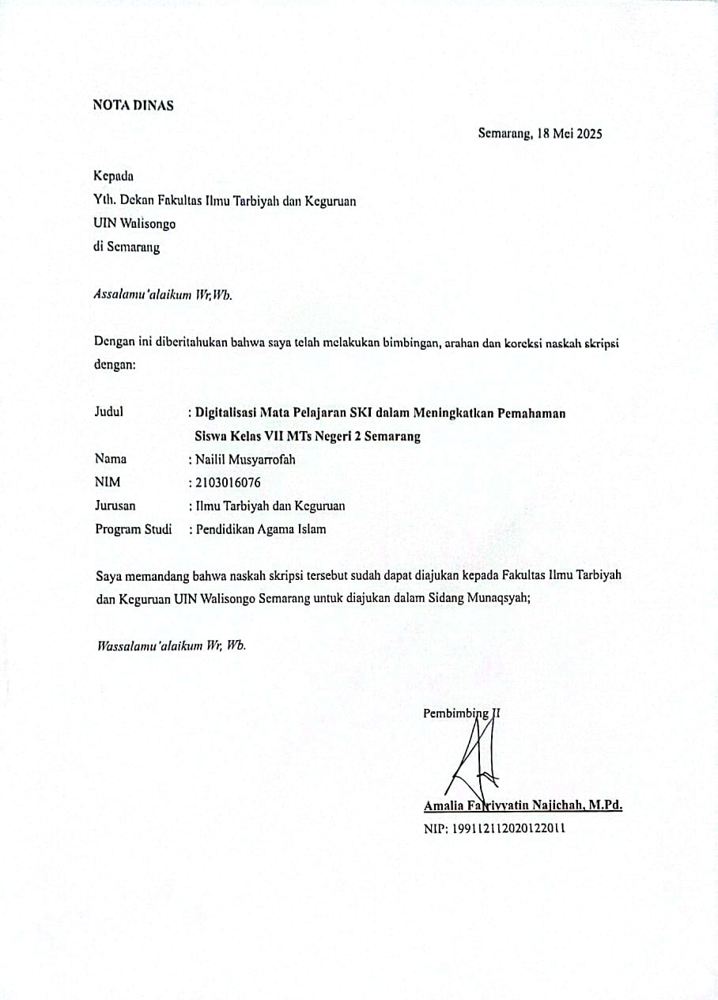 NOTA DINAS
Semarang, 18 Mei 2025
Kepada
Yth. Dekan Fakultas Ilmu Tarbiyah dan Keguruan
UIN Walisongo
di Semarang
Assalamu'alaikum Wr,Wb.
Dengan ini diberitahukan bahwa saya telah melakukan bimbingan, arahan dan koreksi naskah skripsi
dengan:
Judul : Digitalisasi Mata Pelajaran SKI dalam Meningkatkan Pemahaman
Siswa Kelas VII MTs Negeri 2 Semarang
Nama : Nailil Musyarrofah
NIM : 2103016076
Jurusan : Ilmu Tarbiyah dan Keguruan
Program Studi : Pendidikan Agama Islam
Saya memandang bahwa naskah skripsi tersebut sudah dapat diajukan kepada Fakultas Ilmu Tarbiyah
dan Keguruan UIN Walisongo Semarang untuk diajukan dalam Sidang Munaqsyah;
Wassalamu'alaikum Wr, Wb.
Pembimbing II
Amalia Najichah, M.Pd.
NIP: 199112112020122011